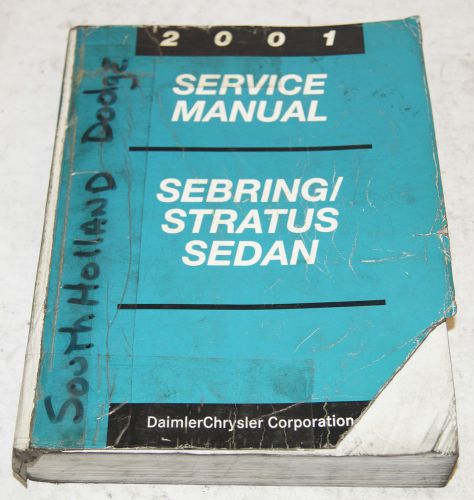 2001
SERVICE
MANUAL
SEBRING/
STRATUS
SEDAN
DaimlerChrysler Corporation
South HollAND Dodge